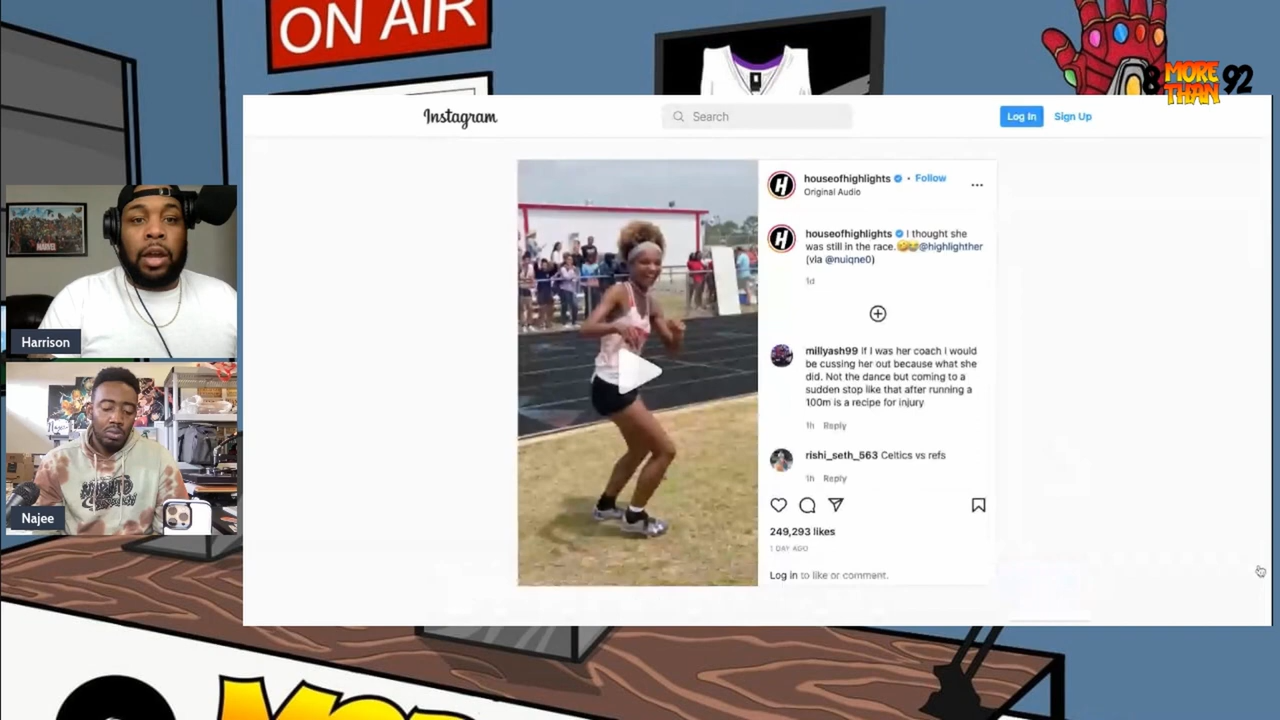 ON AIR
8 MORE THAN 92
Instagram
Search
Log In
Sign Up
houseofhighlights • Follow
Original Audio
houseofhighlights I thought she
was still in the race.🤣😂@highlighther
(via @nuiqne0)
1d
millyash99 If I was her coach I would
be cussing her out because what she
did. Not the dance but coming to a
sudden stop like that after running a
100m is a recipe for injury
1h Reply
rishi_seth_563 Celtics vs refs
1h Reply
249,293 likes
1 DAY AGO
Log in to like or comment.
MARVEL
Harrison
NARUTO
Najee